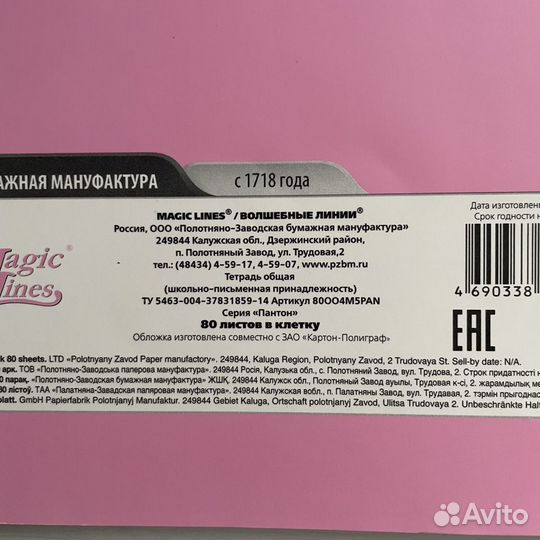 МАНУФАКТУРА
с 1718 года
MAGIC LINES® / ВОЛШЕБНЫЕ ЛИНИИ®
Россия, ООО «Полотняно-Заводская бумажная мануфактура»
249844 Калужская обл., Дзержинский район,
п. Полотняный Завод, ул. Трудовая,2
тел.: (48434) 4-59-17, 4-59-07, www.pzbm.ru
Тетрадь общая
(школьно-письменная принадлежность)
ТУ 5463-004-37831859-14 Артикул 80ОО4М5PAN
Серия «Пантон»
80 листов в клетку
Обложка изготовлена совместно с ЗАО «Картон-Полиграф»
Дата изготовлен
Срок годности н
Magic
Lines®
4 690338
EAC
k 80 sheets. LTD «Polotnyany Zavod Paper manufactory». 249844, Kaluga Region, Polotnyany Zavod, 2 Trudovaya St. Sell-by date: N/A.
арк. ТОВ «Полотняно-Заводська паперова мануфактура». 249844 Росія, Калузька обл., с. Полотняний Завод, вул. Трудова, 2. Строк придатності н
0 парақ. «Полотняно-Заводская бумажная мануфактура» ЖШҚ, 249844 Калужск обл., Полотняный Завод ауылы, Трудовая к-сі, 2. жарамдылық ме
80 лістоў. ТАА «Палатняна-Завадская папяровая мануфактура», 249844 Калужская вобл., п. Палатняны Завод, вул. Працоўная, 2. тэрмін прыгоднас
blatt. GmbH Papierfabrik Polotnjanyj Manufaktur. 249844 Gebiet Kaluga, Ortschaft polotnjanyj Zavod, Ulitsa Trudovaya 2. Unbeschränkte Halt
Avito